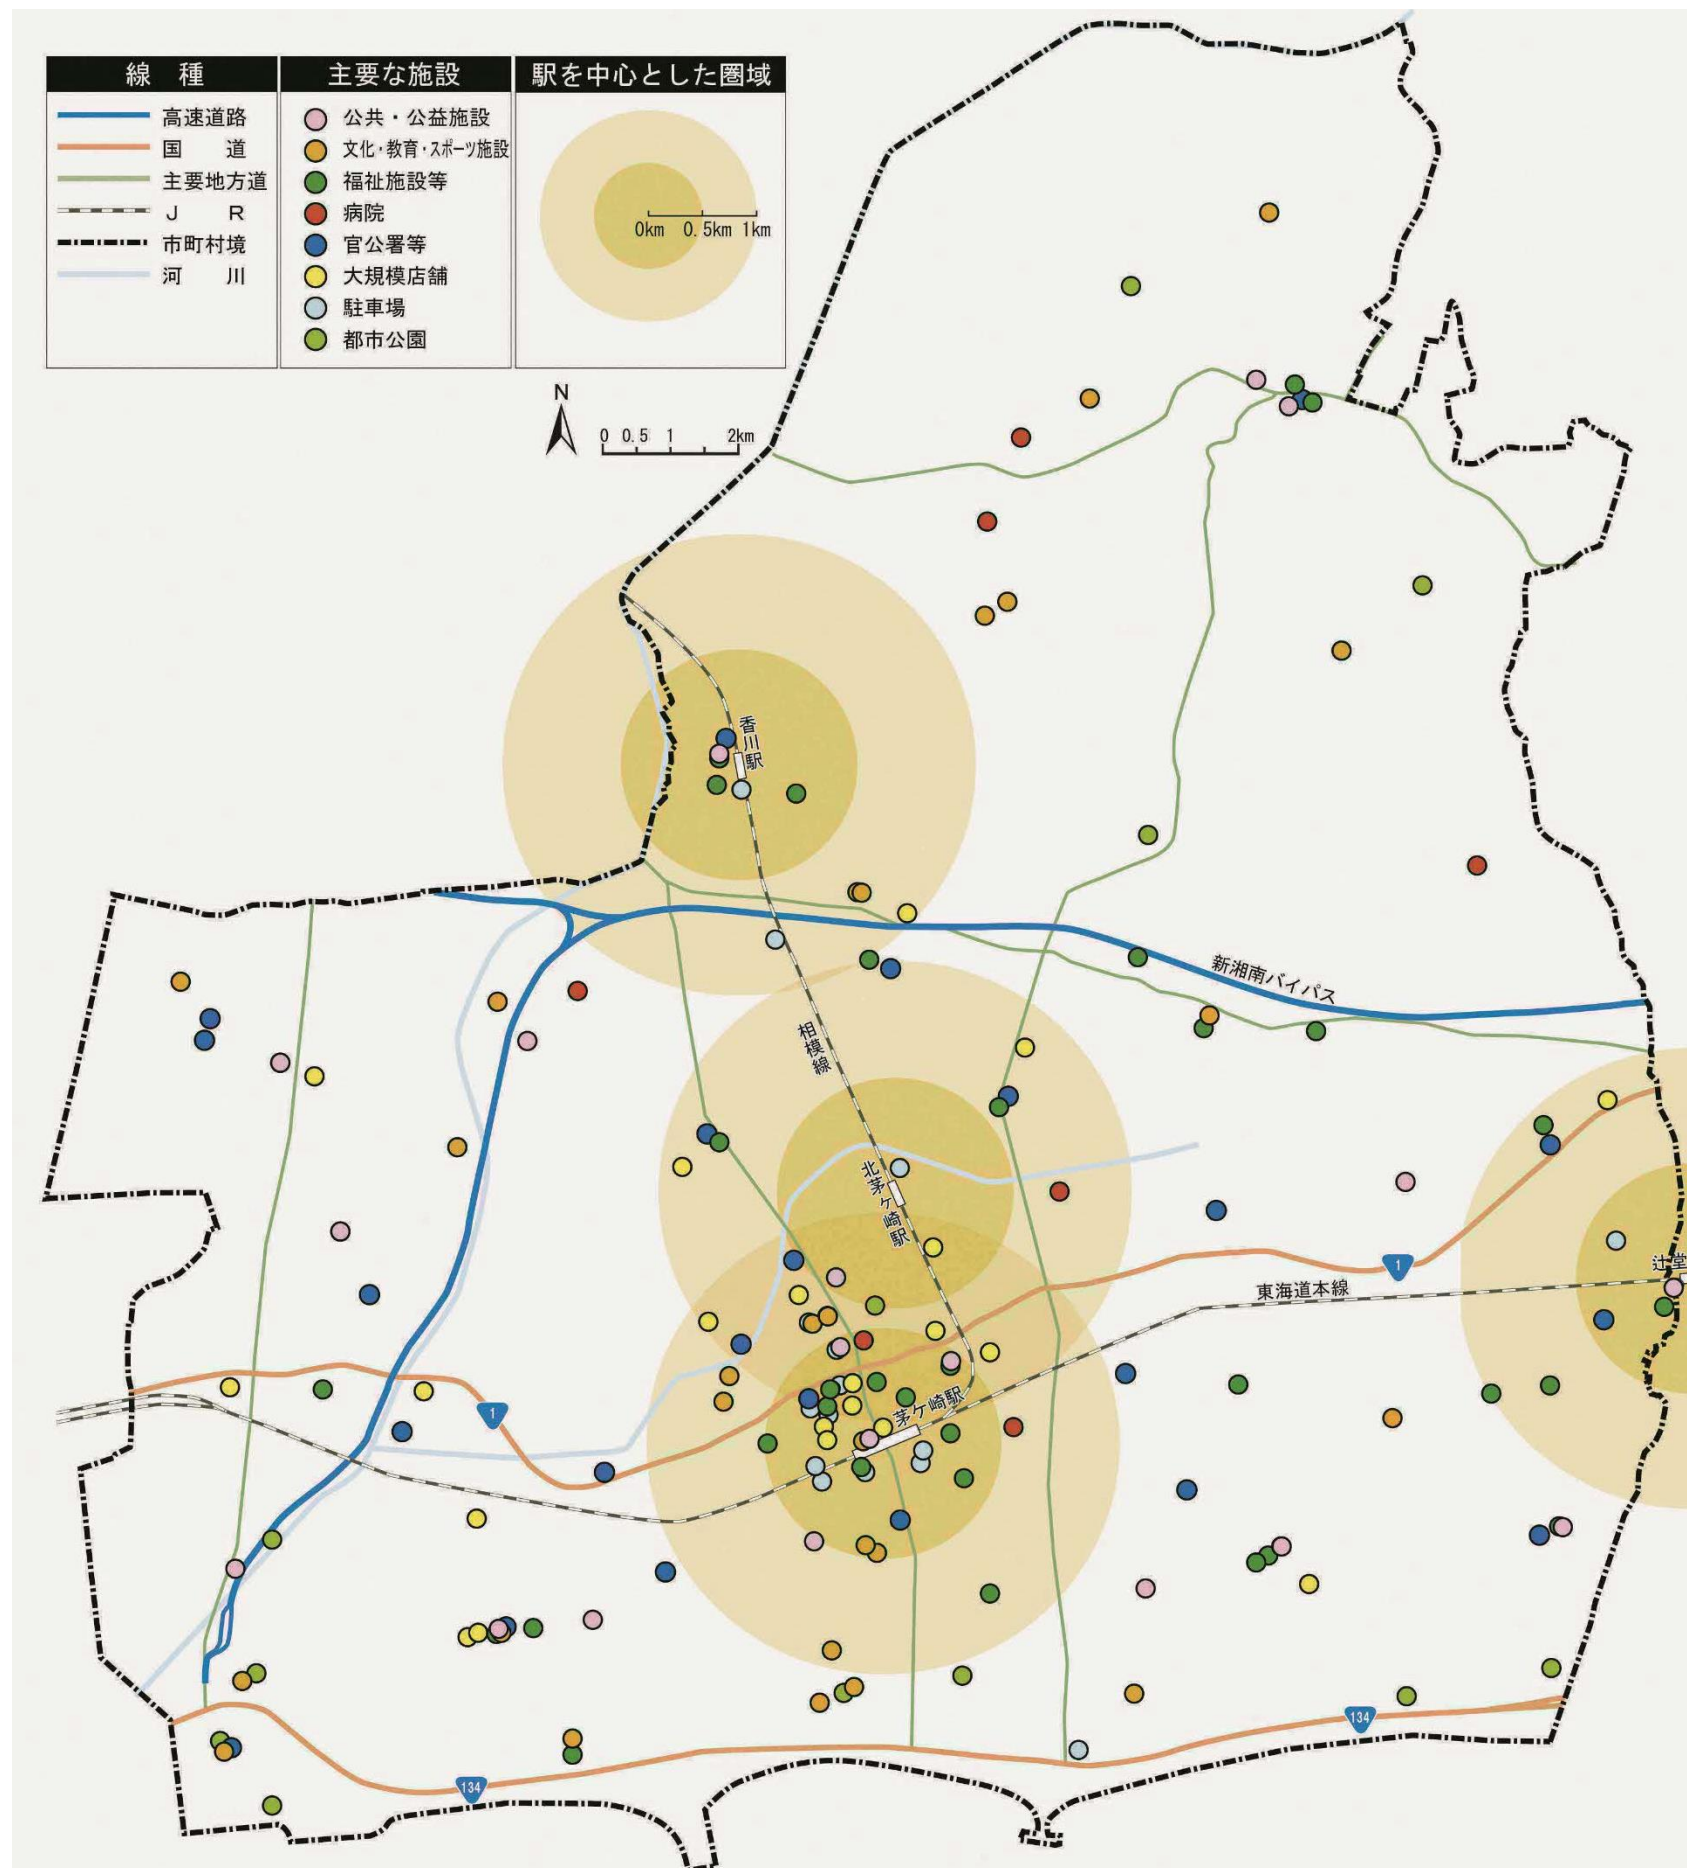 線　種
高速道路
国　　道
主要地方道
Ｊ　　Ｒ
市町村境
河　　川
主要な施設
公共・公益施設
文化・教育・スポーツ施設
福祉施設等
病院
官公署等
大規模店舗
駐車場
都市公園
駅を中心とした圏域
0km 0.5km 1km
N
0 0.5 1 2km
香川駅
新湘南バイパス
相模線
北茅ヶ崎駅
1
東海道本線
辻堂
茅ケ崎駅
1
134
134